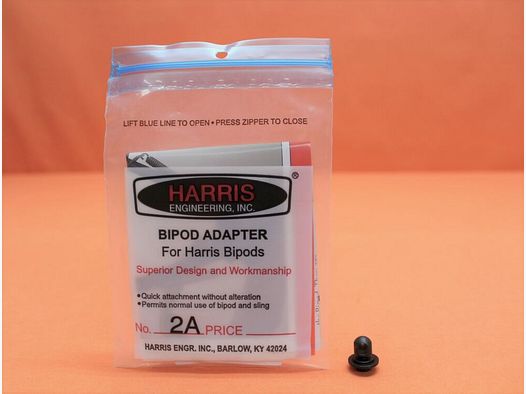 LIFT BLUE LINE TO OPEN • PRESS ZIPPER TO CLOSE
HARRIS ®
ENGINEERING, INC.
BIPOD ADAPTER
For Harris Bipods
Superior Design and Workmanship
• Quick attachment without alteration
• Permits normal use of bipod and sling
No. 2A PRICE
HARRIS ENGR. INC., BARLOW, KY 42024